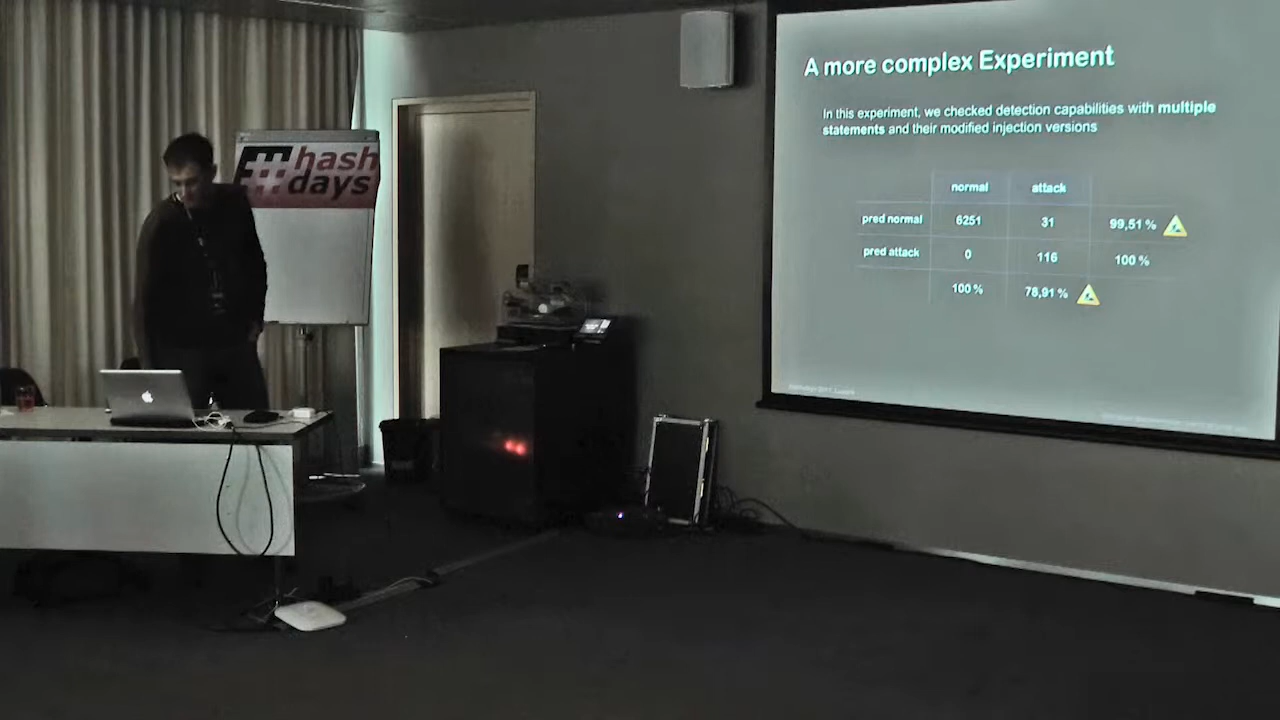 #hash
days
A more complex Experiment
In this experiment, we checked detection capabilities with multiple
statements and their modified injection versions
normal attack
pred normal 6251 31 99,51 %
pred attack 0 116 100 %
100 % 78,91 %